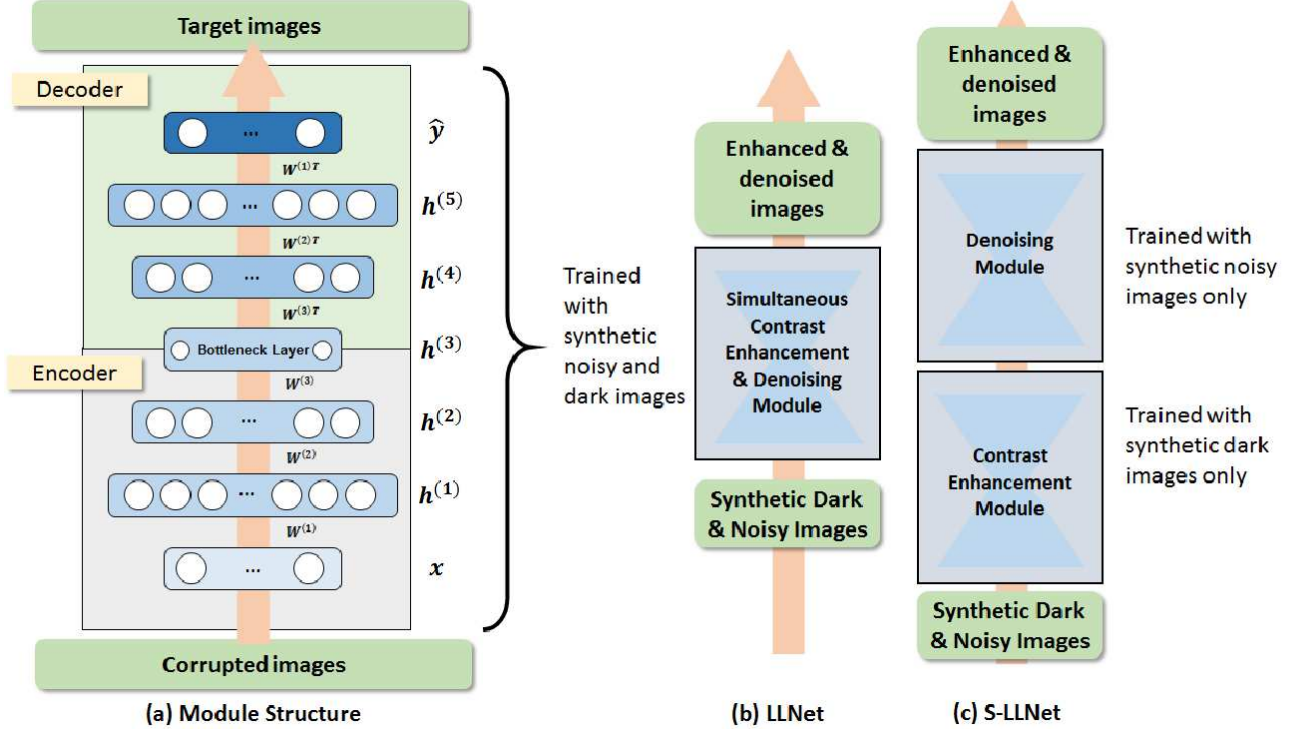 Target images
Decoder
...
ŷ
W⁽¹⁾ᵀ
...
h⁽⁵⁾
W⁽²⁾ᵀ
...
h⁽⁴⁾
W⁽³⁾ᵀ
Bottleneck Layer
h⁽³⁾
Encoder
W⁽³⁾
...
h⁽²⁾
W⁽²⁾
...
h⁽¹⁾
W⁽¹⁾
...
x
Corrupted images
(a) Module Structure
Trained
with
synthetic
noisy and
dark images
Enhanced &
denoised
images
Simultaneous
Contrast
Enhancement
& Denoising
Module
Synthetic Dark
& Noisy Images
(b) LLNet
Enhanced &
denoised
images
Denoising
Module
Trained with
synthetic noisy
images only
Contrast
Enhancement
Module
Trained with
synthetic dark
images only
Synthetic Dark
& Noisy Images
(c) S-LLNet